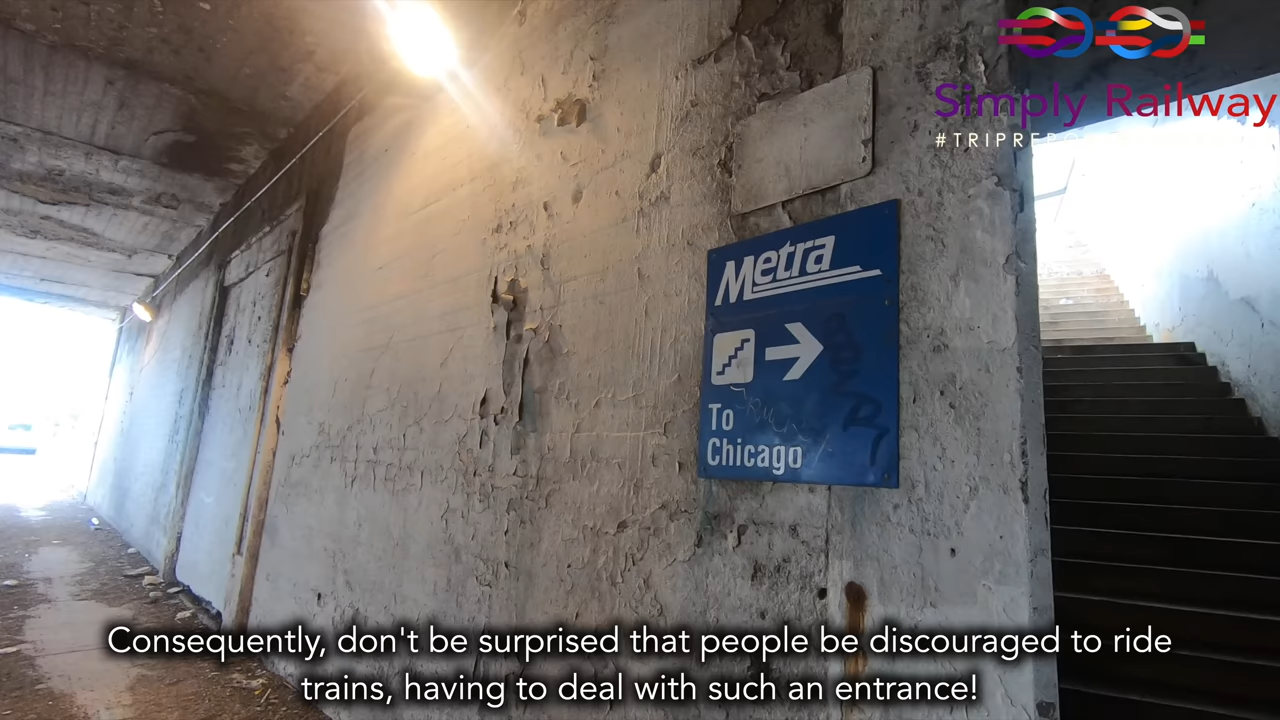 Simply Railway
Metra
To
Chicago
Consequently, don't be surprised that people be discouraged to ride
trains, having to deal with such an entrance!